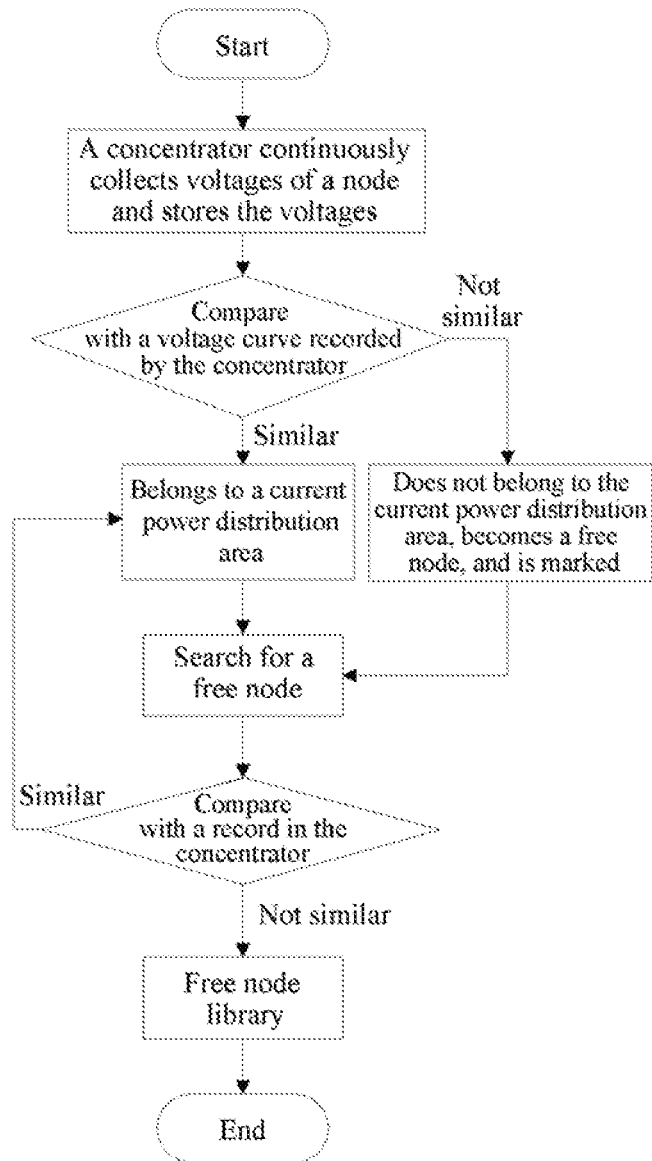 Start
A concentrator continuously
collects voltages of a node
and stores the voltages
Compare
with a voltage curve recorded
by the concentrator
Not
similar
Similar
Belongs to a current
power distribution
area
Does not belong to the
current power distribution
area, becomes a free
node, and is marked
Search for a
free node
Similar
Compare
with a record in the
concentrator
Not similar
Free node
library
End